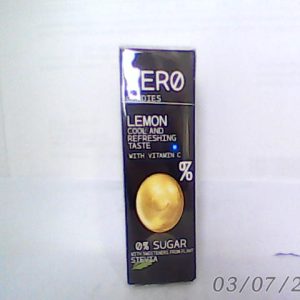 ZERO
CANDIES
LEMON
COOL AND
REFRESHING
TASTE
WITH VITAMIN C
%
0% SUGAR
WITH SWEETENERS FROM PLANT
STEVIA
03/07/2